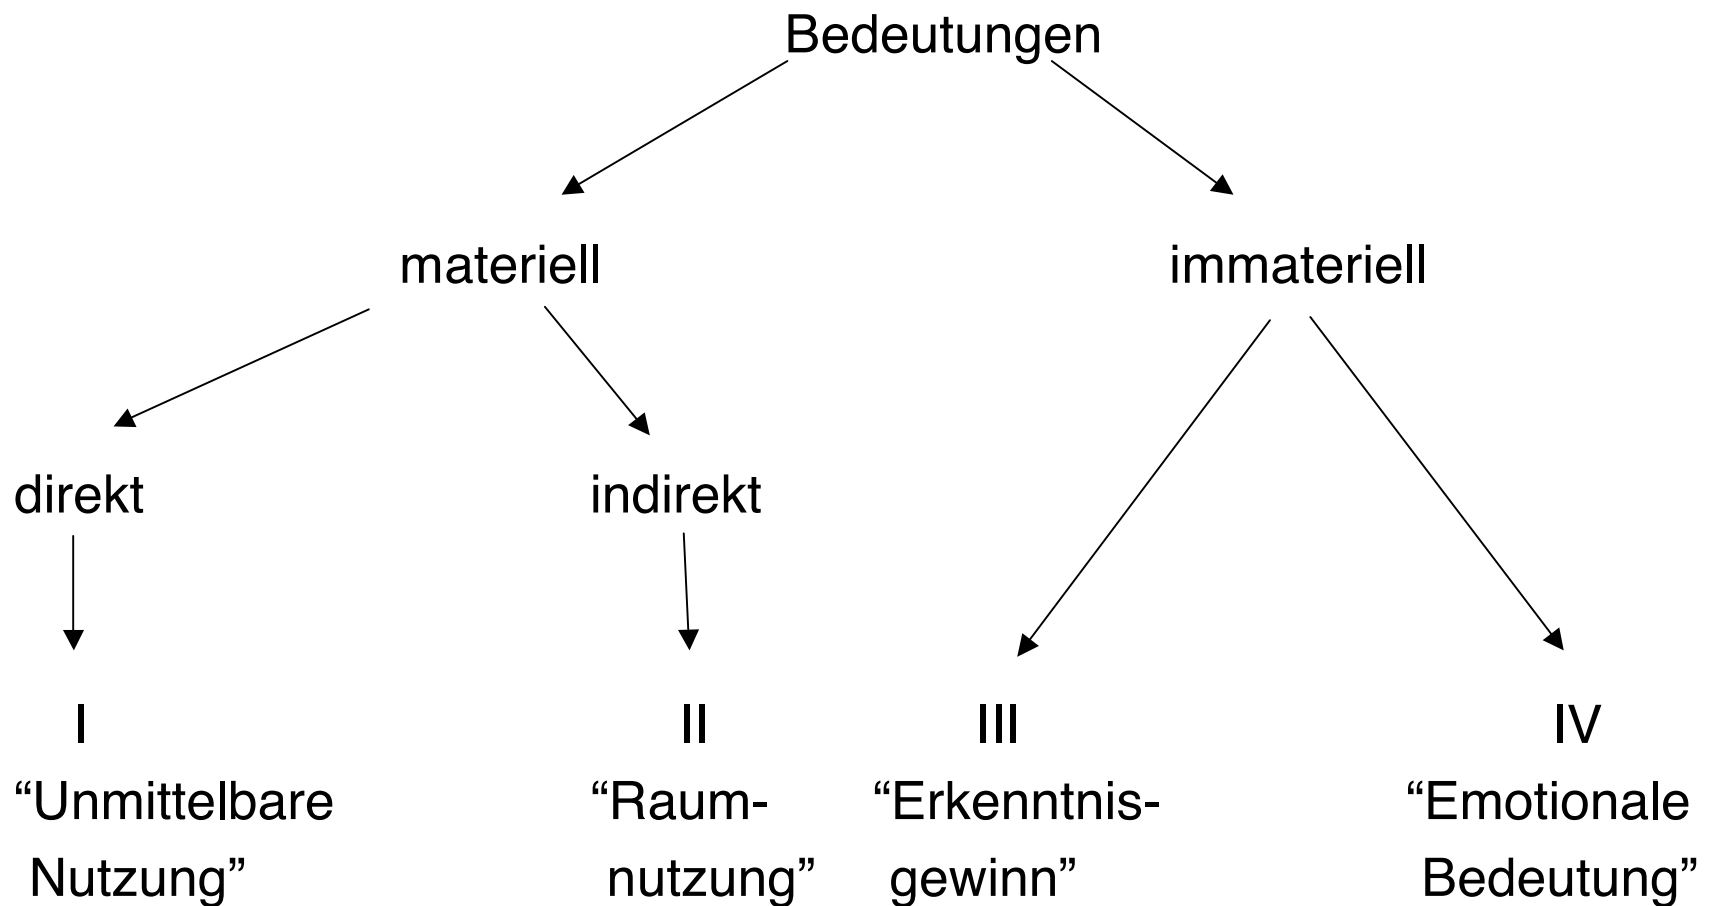 Bedeutungen
materiell immateriell
direkt indirekt
I II III IV
“Unmittelbare “Raum- “Erkenntnis- “Emotionale
Nutzung” nutzung” gewinn” Bedeutung”